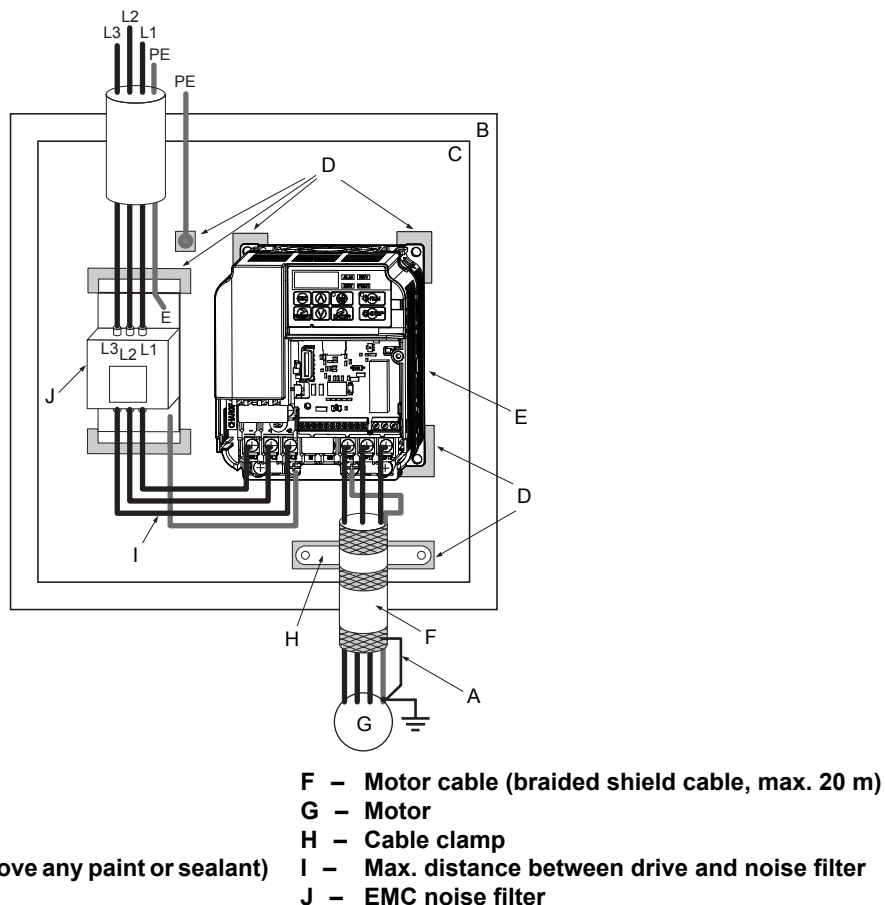 L2
L3 L1
PE
PE
B
C
D
E
L3 L2 L1
J
E
D
I
H
F
A
G
F – Motor cable (braided shield cable, max. 20 m)
G – Motor
H – Cable clamp
ove any paint or sealant) I – Max. distance between drive and noise filter
J – EMC noise filter